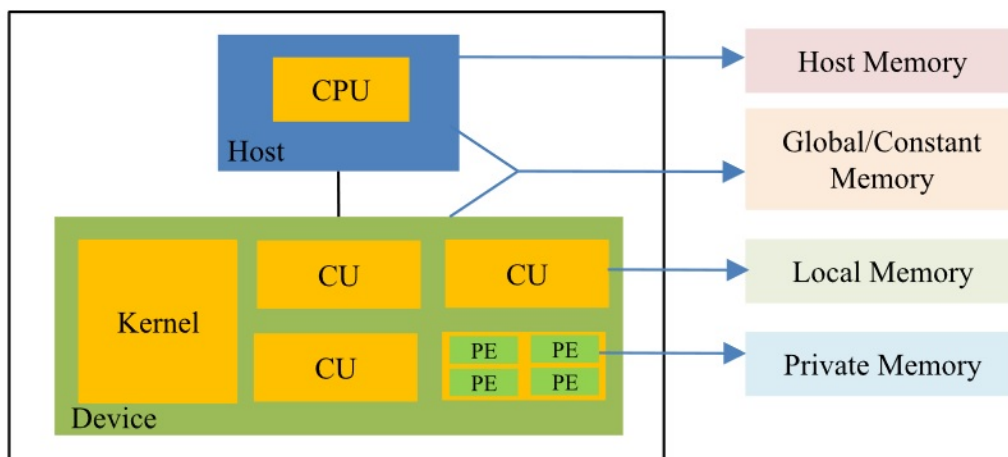 CPU
Host
Host Memory
Global/Constant
Memory
Kernel
CU
CU
Local Memory
CU
PE
PE
PE
PE
Private Memory
Device